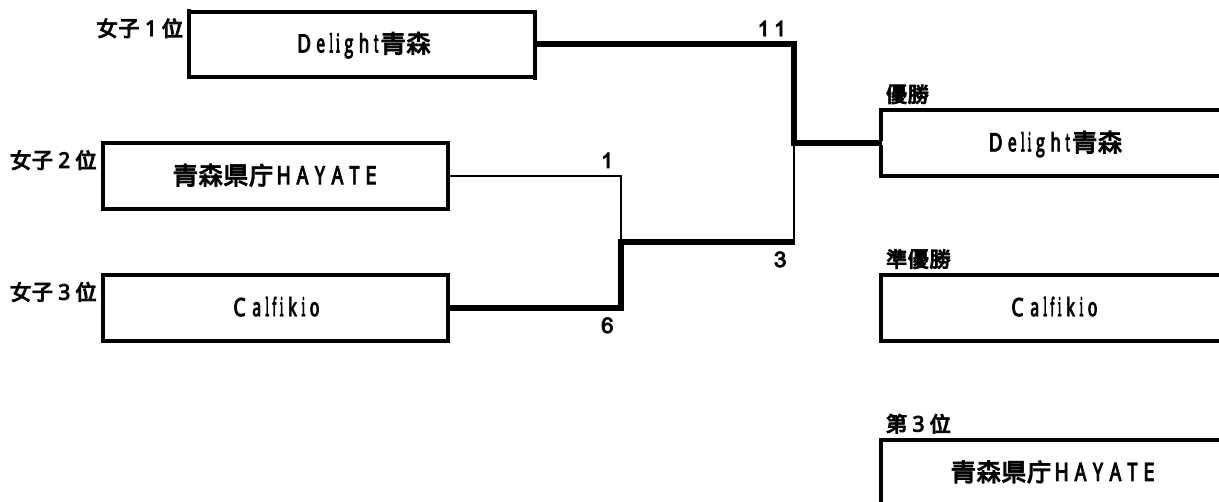 女子１位
Delight青森
11
優勝
Delight青森
女子２位
青森県庁HAYATE
1
3
準優勝
女子３位
Calfikio
6
Calfikio
第３位
青森県庁HAYATE